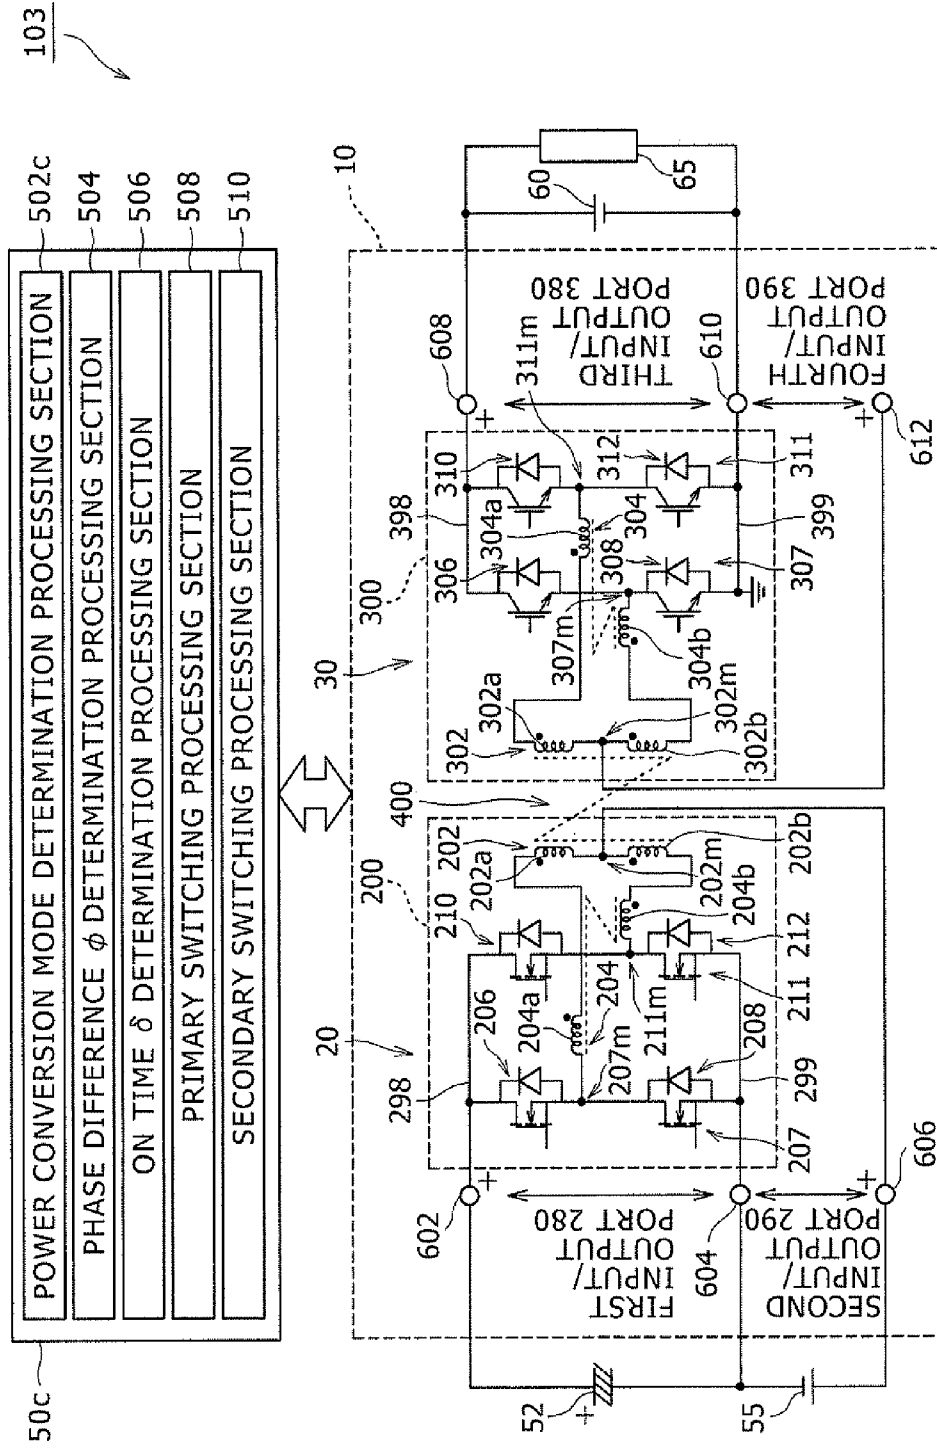 103
50c
POWER CONVERSION MODE DETERMINATION PROCESSING SECTION
502c
PHASE DIFFERENCE ϕ DETERMINATION PROCESSING SECTION
504
ON TIME δ DETERMINATION PROCESSING SECTION
506
PRIMARY SWITCHING PROCESSING SECTION
508
SECONDARY SWITCHING PROCESSING SECTION
510
10
20
200
400
30
300
298
206
210
202
302
306
398
310
608
60
65
602
+
204a
202a
302a
304a
+
311m
52
+
FIRST
INPUT/
OUTPUT
PORT 280
207m
204
211m
204b
202m
202b
302b
302m
307m
304b
308
304
312
THIRD
INPUT/
OUTPUT
PORT 380
604
207
208
299
211
212
307
399
311
610
55
SECOND
INPUT/
OUTPUT
PORT 290
+
606
FOURTH
INPUT/
OUTPUT
PORT 390
+
612